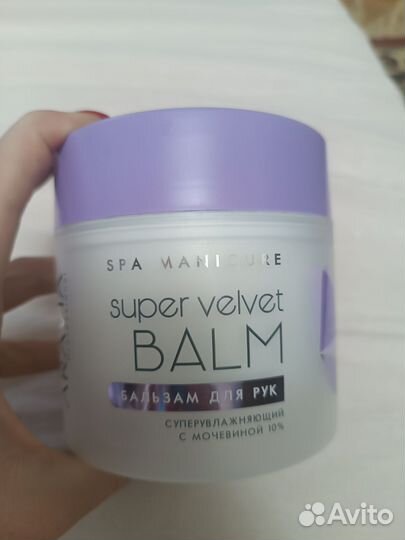 SPA MANICURE
super velvet
BALM
БАЛЬЗАМ ДЛЯ РУК
СУПЕРУВЛАЖНЯЮЩИЙ
С МОЧЕВИНОЙ 10%
Avito